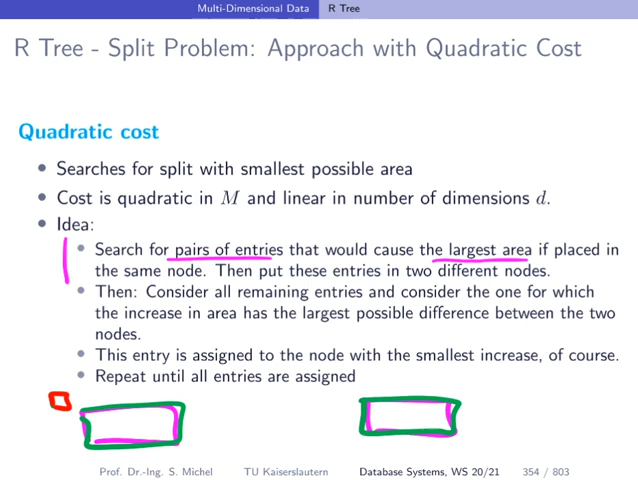 Multi-Dimensional Data R Tree
R Tree - Split Problem: Approach with Quadratic Cost
Quadratic cost
• Searches for split with smallest possible area
• Cost is quadratic in M and linear in number of dimensions d.
• Idea:
• Search for pairs of entries that would cause the largest area if placed in
the same node. Then put these entries in two different nodes.
• Then: Consider all remaining entries and consider the one for which
the increase in area has the largest possible difference between the two
nodes.
• This entry is assigned to the node with the smallest increase, of course.
• Repeat until all entries are assigned
Prof. Dr.-Ing. S. Michel TU Kaiserslautern Database Systems, WS 20/21 354 / 803